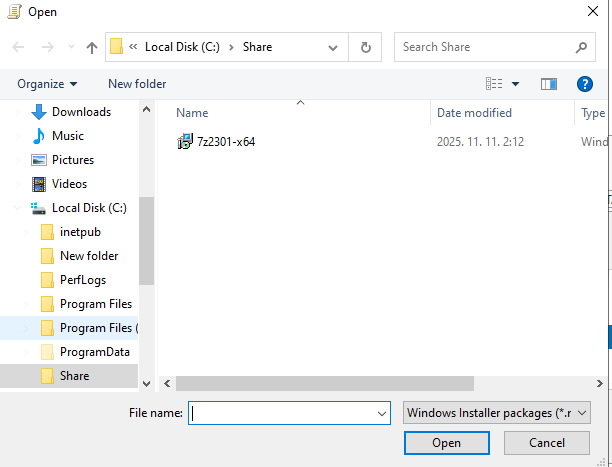 Open
« Local Disk (C:) › Share
Search Share
Organize
New folder
Name
Date modified
Type
Downloads
7z2301-x64
2025. 11. 11. 2:12
Wind
Music
Pictures
Videos
Local Disk (C:)
inetpub
New folder
PerfLogs
Program Files
Program Files (
ProgramData
Share
File name:
Windows Installer packages (*.r
Open
Cancel